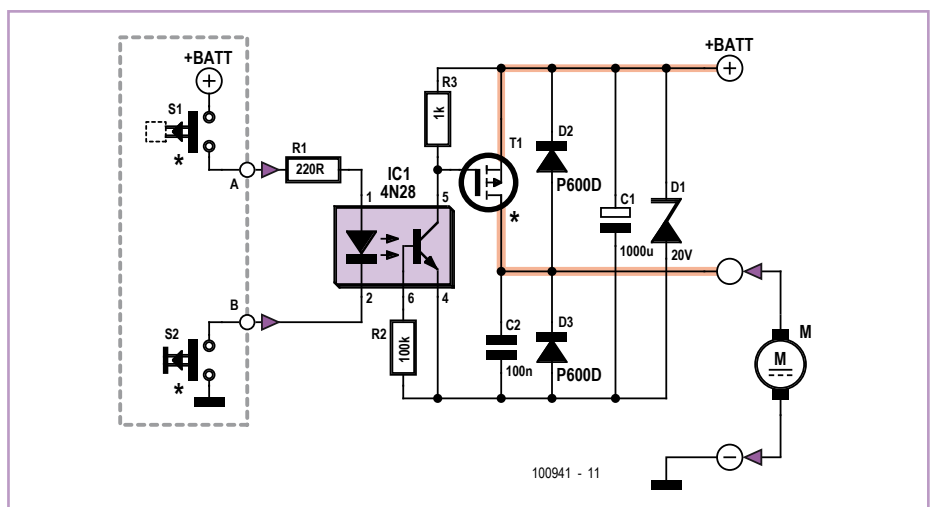 +BATT
S1
*
A
R1
220R
IC1
4N28
1
5
2
6
4
B
S2
*
R2
100k
R3
1k
T1
*
D2
P600D
C2
100n
D3
P600D
C1
1000u
D1
20V
+BATT
+
+
M
M
−
100941 - 11